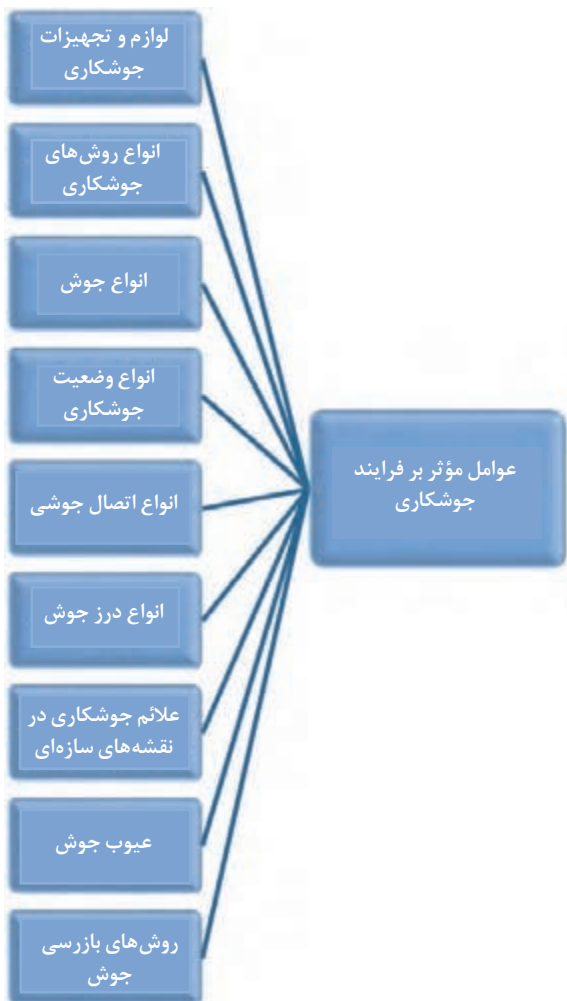 عوامل مؤثر بر فرایند
جوشکاری
لوازم و تجهیزات
جوشکاری
انواع روش‌های
جوشکاری
انواع جوش
انواع وضعیت
جوشکاری
انواع اتصال جوشی
انواع درز جوش
علائم جوشکاری در
نقشه‌های سازه‌ای
عیوب جوش
روش‌های بازرسی
جوش